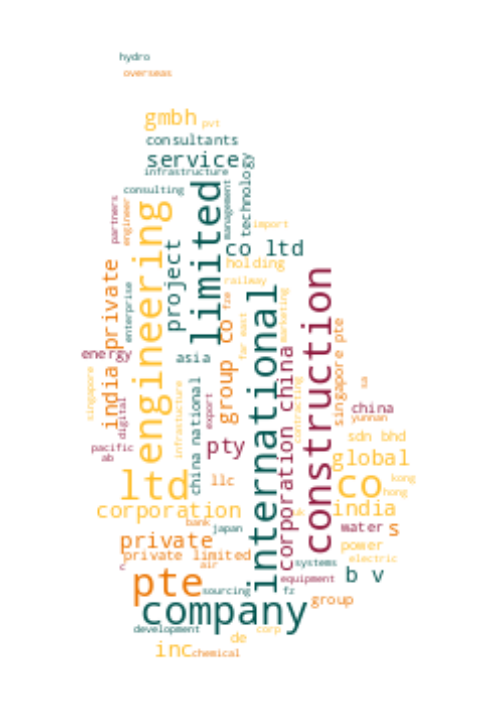 hydro
overseas
gmbh
pvt
consultants
service
infrastructure
technology
management
consulting
limited
partners
engineer
engineering
import
project
co ltd
holding
railway
india private
enterprise
international
construction
fze
marketing
group co
far east
singapore pte
energy
asia
corporation china
singapore
digital
infrastructure
china national
export
contracting
sa
china
yunnan
pacific
ab
pty
sdn bhd
global
ltd
llc
co
kong
hong
corporation
india
bank
japan
uk
water
s
private
power
private limited
electric
c
air
systems
pte
equipment
b v
sourcing
fz
company
group
development
corp
de
inc
chemical